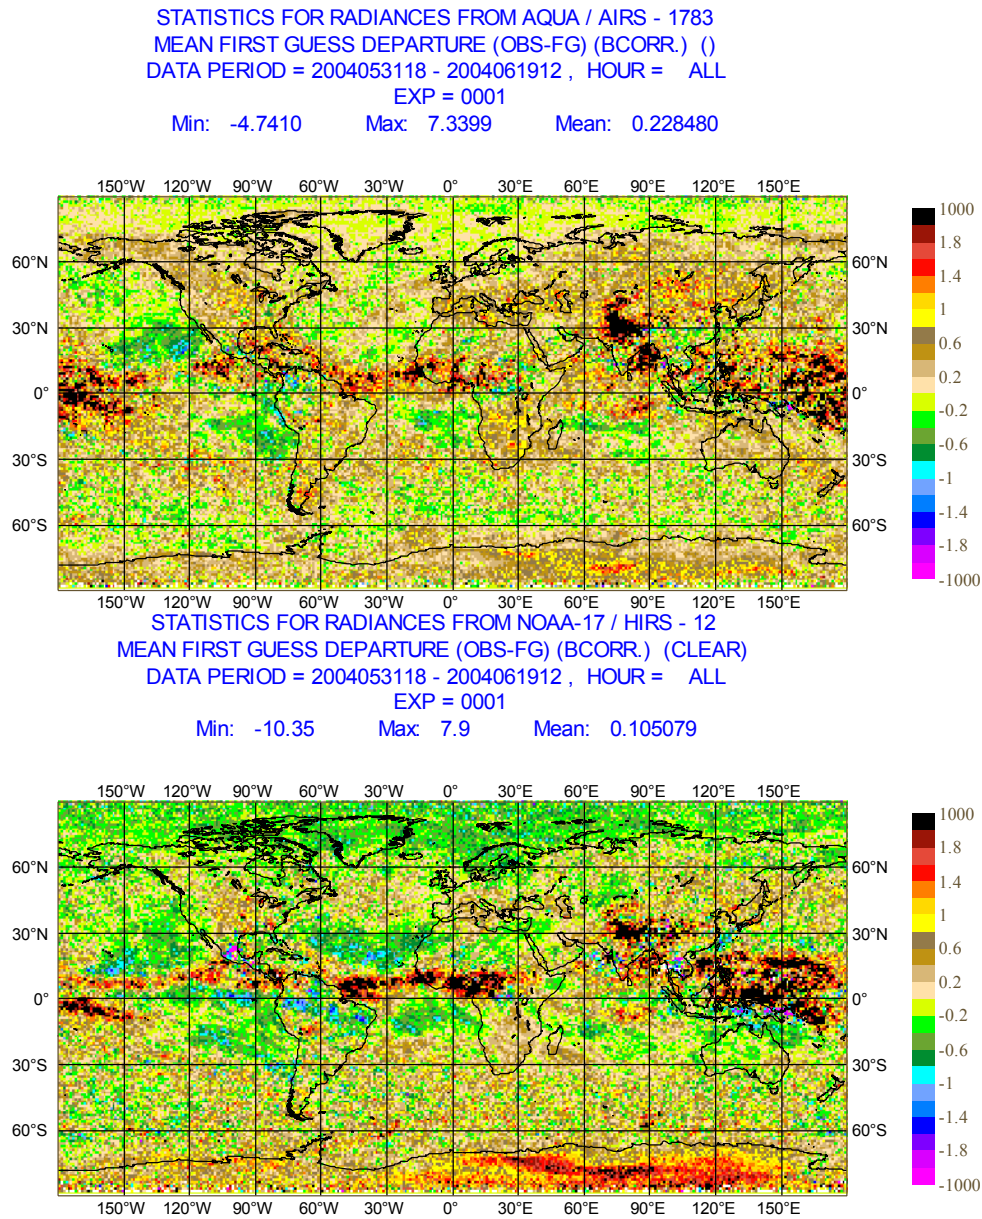 STATISTICS FOR RADIANCES FROM AQUA / AIRS - 1783
MEAN FIRST GUESS DEPARTURE (OBS-FG) (BCORR.) ()
DATA PERIOD = 2004053118 - 2004061912 , HOUR = ALL
EXP = 0001
Min: -4.7410 Max: 7.3399 Mean: 0.228480
150°W 120°W 90°W 60°W 30°W 0° 30°E 60°E 90°E 120°E 150°E
60°N 60°N
30°N 30°N
0° 0°
30°S 30°S
60°S 60°S
150°W 120°W 90°W 60°W 30°W 0° 30°E 60°E 90°E 120°E 150°E
1000
1.8
1.4
1
0.6
0.2
-0.2
-0.6
-1
-1.4
-1.8
-1000
STATISTICS FOR RADIANCES FROM NOAA-17 / HIRS - 12
MEAN FIRST GUESS DEPARTURE (OBS-FG) (BCORR.) (CLEAR)
DATA PERIOD = 2004053118 - 2004061912 , HOUR = ALL
EXP = 0001
Min: -10.35 Max: 7.9 Mean: 0.105079
150°W 120°W 90°W 60°W 30°W 0° 30°E 60°E 90°E 120°E 150°E
60°N 60°N
30°N 30°N
0° 0°
30°S 30°S
60°S 60°S
150°W 120°W 90°W 60°W 30°W 0° 30°E 60°E 90°E 120°E 150°E
1000
1.8
1.4
1
0.6
0.2
-0.2
-0.6
-1
-1.4
-1.8
-1000